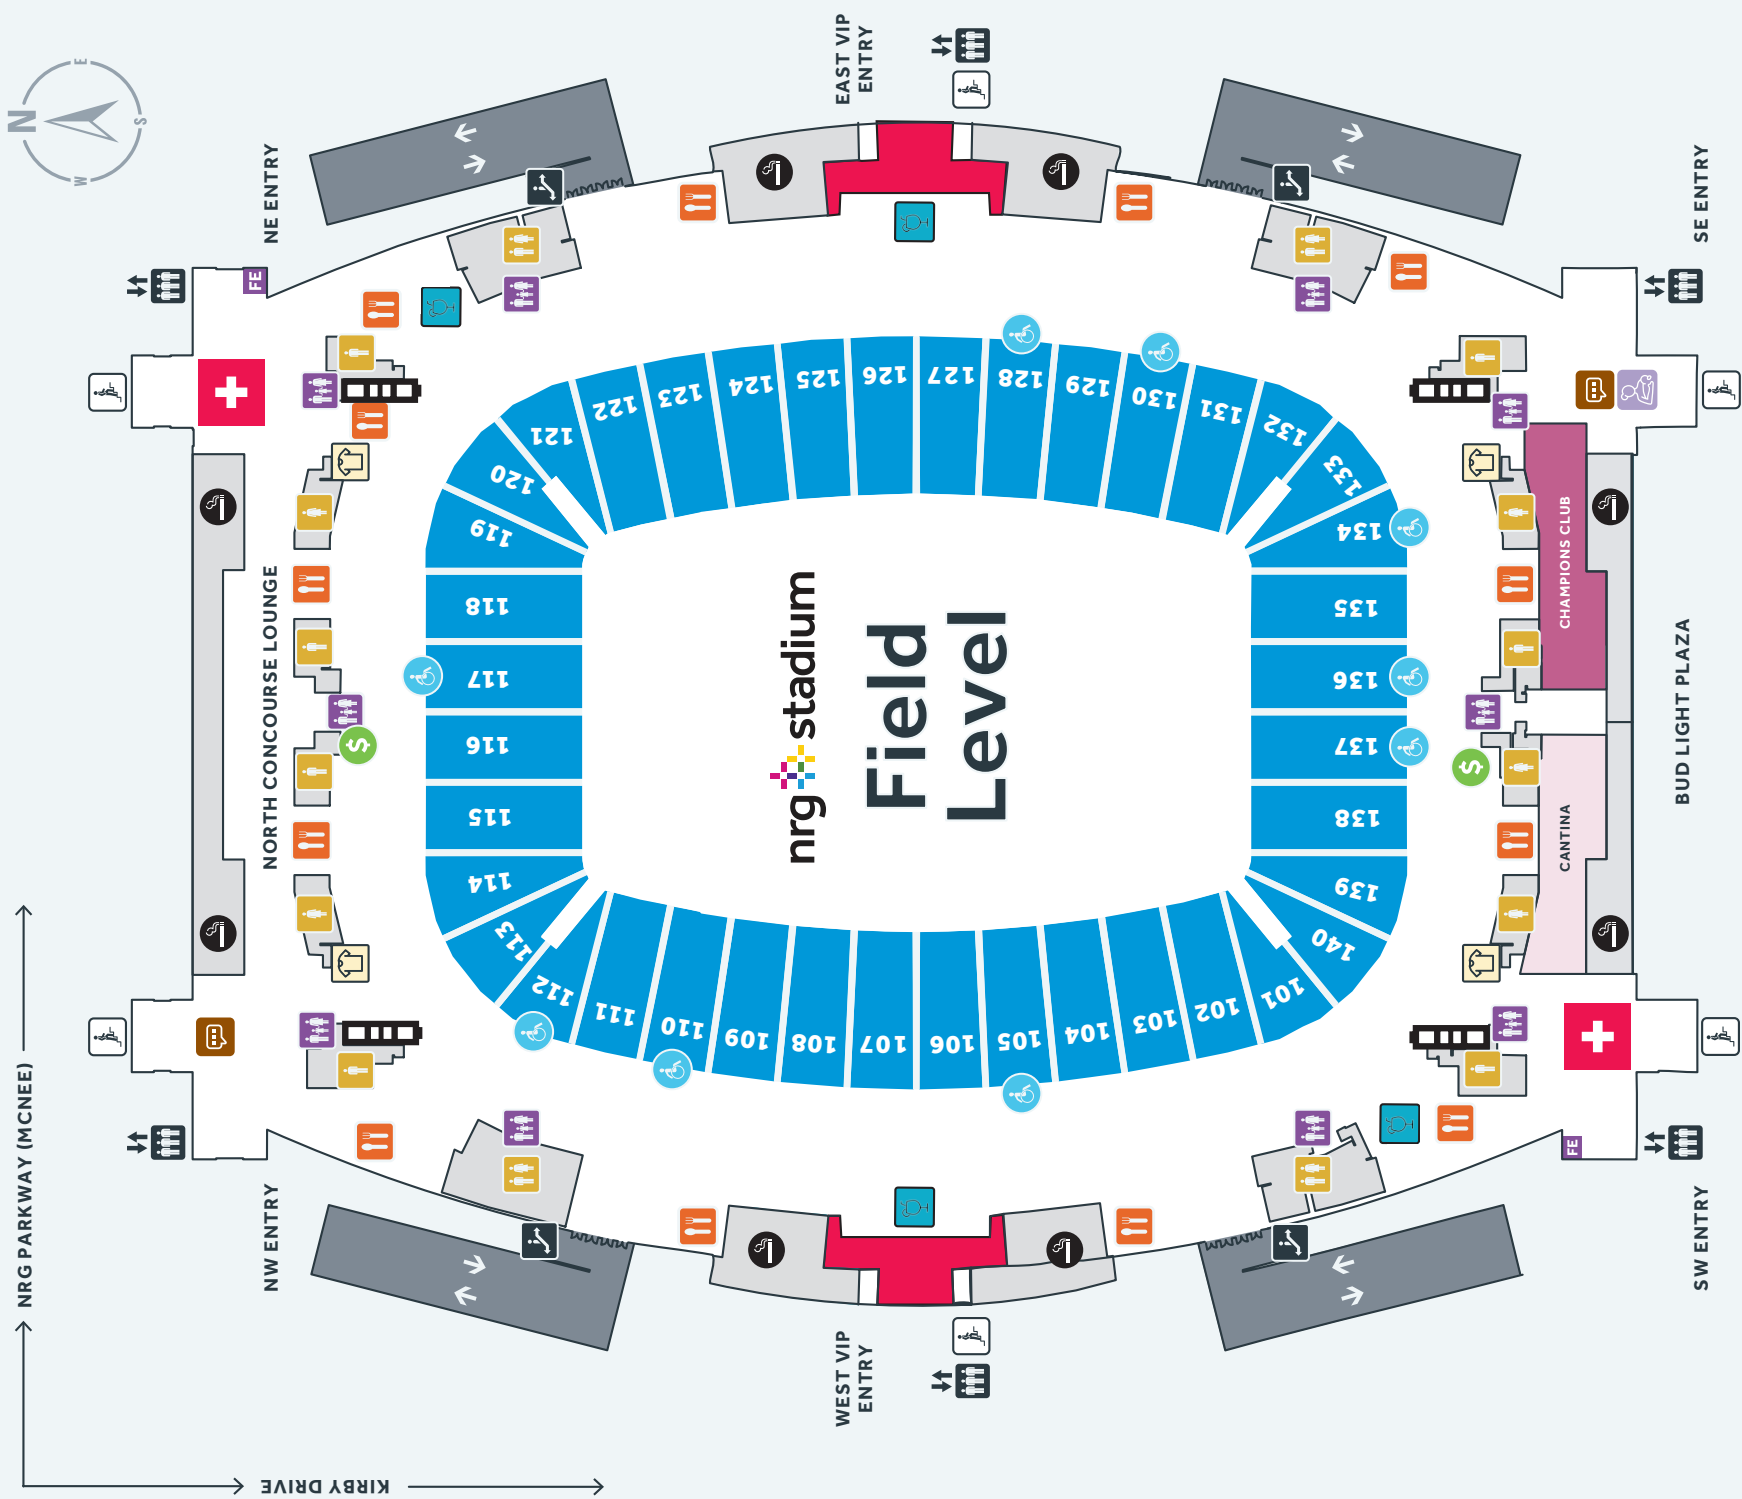 EAST VIP
ENTRY
N
E
S
W
NE ENTRY
SE ENTRY
FE
121
122
123
124
125
126
127
128
129
130
131
132
120
133
119
134
118
135
117
136
116
137
115
138
114
139
113
140
112
111
110
109
108
107
106
105
104
103
102
101
nrg stadium
Field
Level
NORTH CONCOURSE LOUNGE
CHAMPIONS CLUB
CANTINA
BUD LIGHT PLAZA
$
$
FE
NW ENTRY
SW ENTRY
WEST VIP
ENTRY
NRG PARKWAY (MCNEE)
KIRBY DRIVE